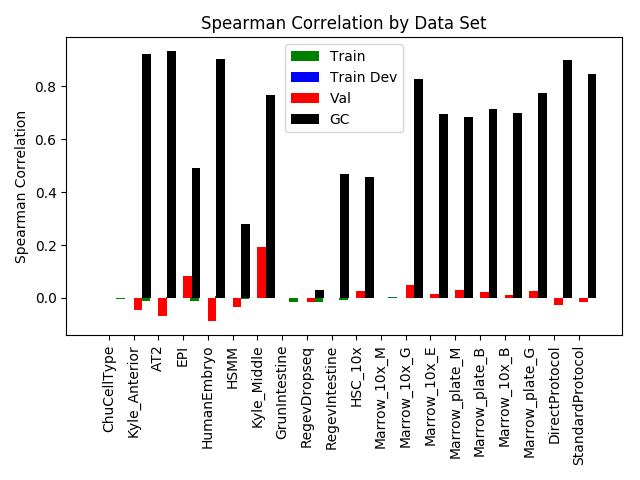 Spearman Correlation by Data Set
Train
Train Dev
Val
GC
Spearman Correlation
0.8
0.6
0.4
0.2
0.0
ChuCellType
Kyle_Anterior
AT2
EPI
HumanEmbryo
HSMM
Kyle_Middle
GrunIntestine
RegevDropseq
RegevIntestine
HSC_10x
Marrow_10x_M
Marrow_10x_G
Marrow_10x_E
Marrow_plate_M
Marrow_plate_B
Marrow_10x_B
Marrow_plate_G
DirectProtocol
StandardProtocol